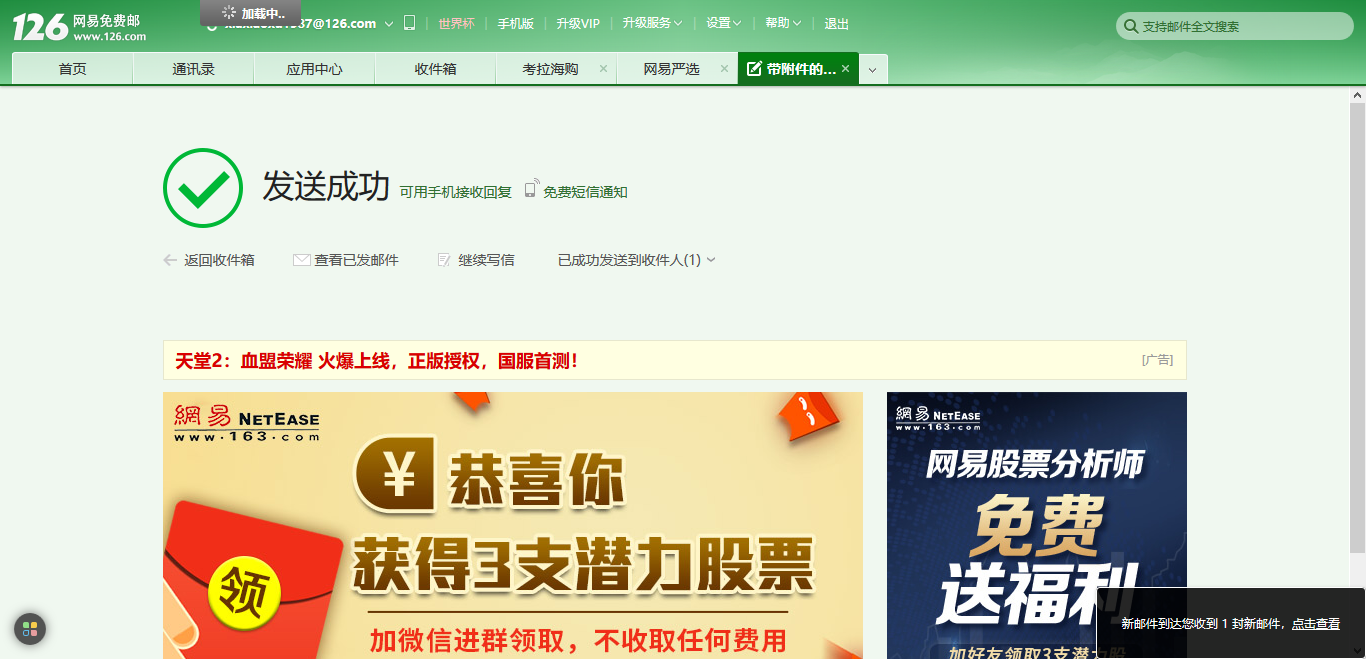 126 网易免费邮
www.126.com
加载中..
87@126.com
世界杯
手机版
升级VIP
升级服务
设置
帮助
退出
支持邮件全文搜索
首页
通讯录
应用中心
收件箱
考拉海购
网易严选
带附件的...
发送成功 可用手机接收回复 免费短信通知
返回收件箱
查看已发邮件
继续写信
已成功发送到收件人(1)
天堂2：血盟荣耀 火爆上线，正版授权，国服首测！
[广告]
網易 NETEASE
www.163.com
¥ 恭喜你
获得3支潜力股票
领
加微信进群领取，不收取任何费用
網易 NETEASE
www.163.com
网易股票分析师
免费
送福利
加好友领取3支潜力股
新邮件到达您收到 1 封新邮件，点击查看